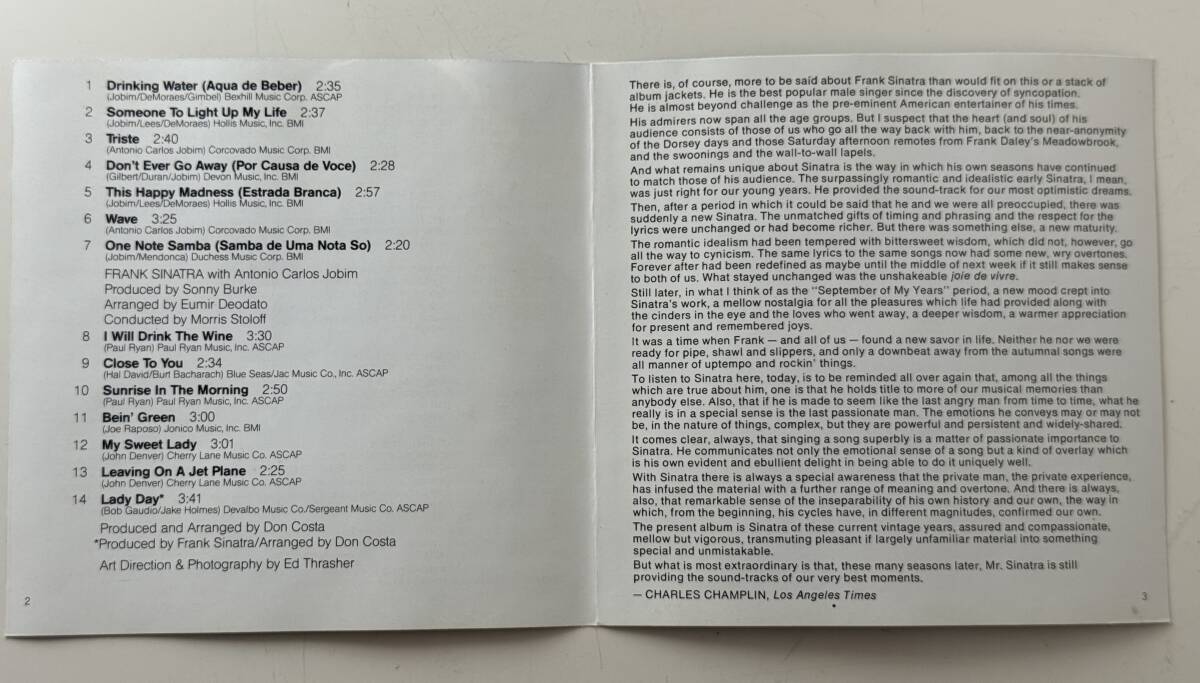 1 Drinking Water (Aqua de Beber) 2:35
(Jobim/DeMoraes/Gimbel) Bexhill Music Corp. ASCAP
2 Someone To Light Up My Life 2:37
(Jobim/Lees/DeMoraes) Hollis Music, Inc. BMI
3 Triste 2:40
(Antonio Carlos Jobim) Corcovado Music Corp. BMI
4 Don't Ever Go Away (Por Causa de Voce) 2:28
(Gilbert/Duran/Jobim) Devon Music, Inc. BMI
5 This Happy Madness (Estrada Branca) 2:57
(Jobim/Lees/DeMoraes) Hollis Music, Inc. BMI
6 Wave 3:25
(Antonio Carlos Jobim) Corcovado Music Corp. BMI
7 One Note Samba (Samba de Uma Nota So) 2:20
(Jobim/Mendonca) Duchess Music Corp. BMI
FRANK SINATRA with Antonio Carlos Jobim
Produced by Sonny Burke
Arranged by Eumir Deodato
Conducted by Morris Stoloff
8 I Will Drink The Wine 3:30
(Paul Ryan) Paul Ryan Music, Inc. ASCAP
9 Close To You 2:34
(Hal David/Burt Bacharach) Blue Seas/Jac Music Co., Inc. ASCAP
10 Sunrise In The Morning 2:50
(Paul Ryan) Paul Ryan Music, Inc. ASCAP
11 Bein' Green 3:00
(Joe Raposo) Jonico Music, Inc. BMI
12 My Sweet Lady 3:01
(John Denver) Cherry Lane Music Co. ASCAP
13 Leaving On A Jet Plane 2:25
(John Denver) Cherry Lane Music Co. ASCAP
14 Lady Day* 3:41
(Bob Gaudio/Jake Holmes) Devalbo Music Co./Sergeant Music Co. ASCAP
Produced and Arranged by Don Costa
*Produced by Frank Sinatra/Arranged by Don Costa
Art Direction & Photography by Ed Thrasher
2
There is, of course, more to be said about Frank Sinatra than would fit on this or a stack of
album jackets. He is the best popular male singer since the discovery of syncopation.
He is almost beyond challenge as the pre-eminent American entertainer of his times.
His admirers now span all the age groups. But I suspect that the heart (and soul) of his
audience consists of those of us who go all the way back with him, back to the near-anonymity
of the Dorsey days and those Saturday afternoon remotes from Frank Daley's Meadowbrook,
and the swoonings and the wall-to-wall lapels.
And what remains unique about Sinatra is the way in which his own seasons have continued
to match those of his audience. The surpassingly romantic and idealistic early Sinatra, I mean,
was just right for our young years. He provided the sound-track for our most optimistic dreams.
Then, after a period in which it could be said that he and we were all preoccupied, there was
suddenly a new Sinatra. The unmatched gifts of timing and phrasing and the respect for the
lyrics were unchanged or had become richer. But there was something else, a new maturity.
The romantic idealism had been tempered with bittersweet wisdom, which did not, however, go
all the way to cynicism. The same lyrics to the same songs now had some new, wry overtones.
Forever after had been redefined as maybe until the middle of next week if it still makes sense
to both of us. What stayed unchanged was the unshakeable joie de vivre.
Still later, in what I think of as the "September of My Years" period, a new mood crept into
Sinatra's work, a mellow nostalgia for all the pleasures which life had provided along with
the cinders in the eye and the loves who went away, a deeper wisdom, a warmer appreciation
for present and remembered joys.
It was a time when Frank — and all of us — found a new savor in life. Neither he nor we were
ready for pipe, shawl and slippers, and only a downbeat away from the autumnal songs were
all manner of uptempo and rockin' things.
To listen to Sinatra here, today, is to be reminded all over again that, among all the things
which are true about him, one is that he holds title to more of our musical memories than
anybody else. Also, that if he is made to seem like the last angry man from time to time, what he
really is in a special sense is the last passionate man. The emotions he conveys may or may not
be, in the nature of things, complex, but they are powerful and persistent and widely-shared.
It comes clear, always, that singing a song superbly is a matter of passionate importance to
Sinatra. He communicates not only the emotional sense of a song but a kind of overlay which
is his own evident and ebullient delight in being able to do it uniquely well.
With Sinatra there is always a special awareness that the private man, the private experience,
has infused the material with a further range of meaning and overtone. And there is always,
also, that remarkable sense of the inseparability of his own history and our own, the way in
which, from the beginning, his cycles have, in different magnitudes, confirmed our own.
The present album is Sinatra of these current vintage years, assured and compassionate,
mellow but vigorous, transmuting pleasant if largely unfamiliar material into something
special and unmistakable.
But what is most extraordinary is that, these many seasons later, Mr. Sinatra is still
providing the sound-tracks of our very best moments.
— CHARLES CHAMPLIN, Los Angeles Times
3